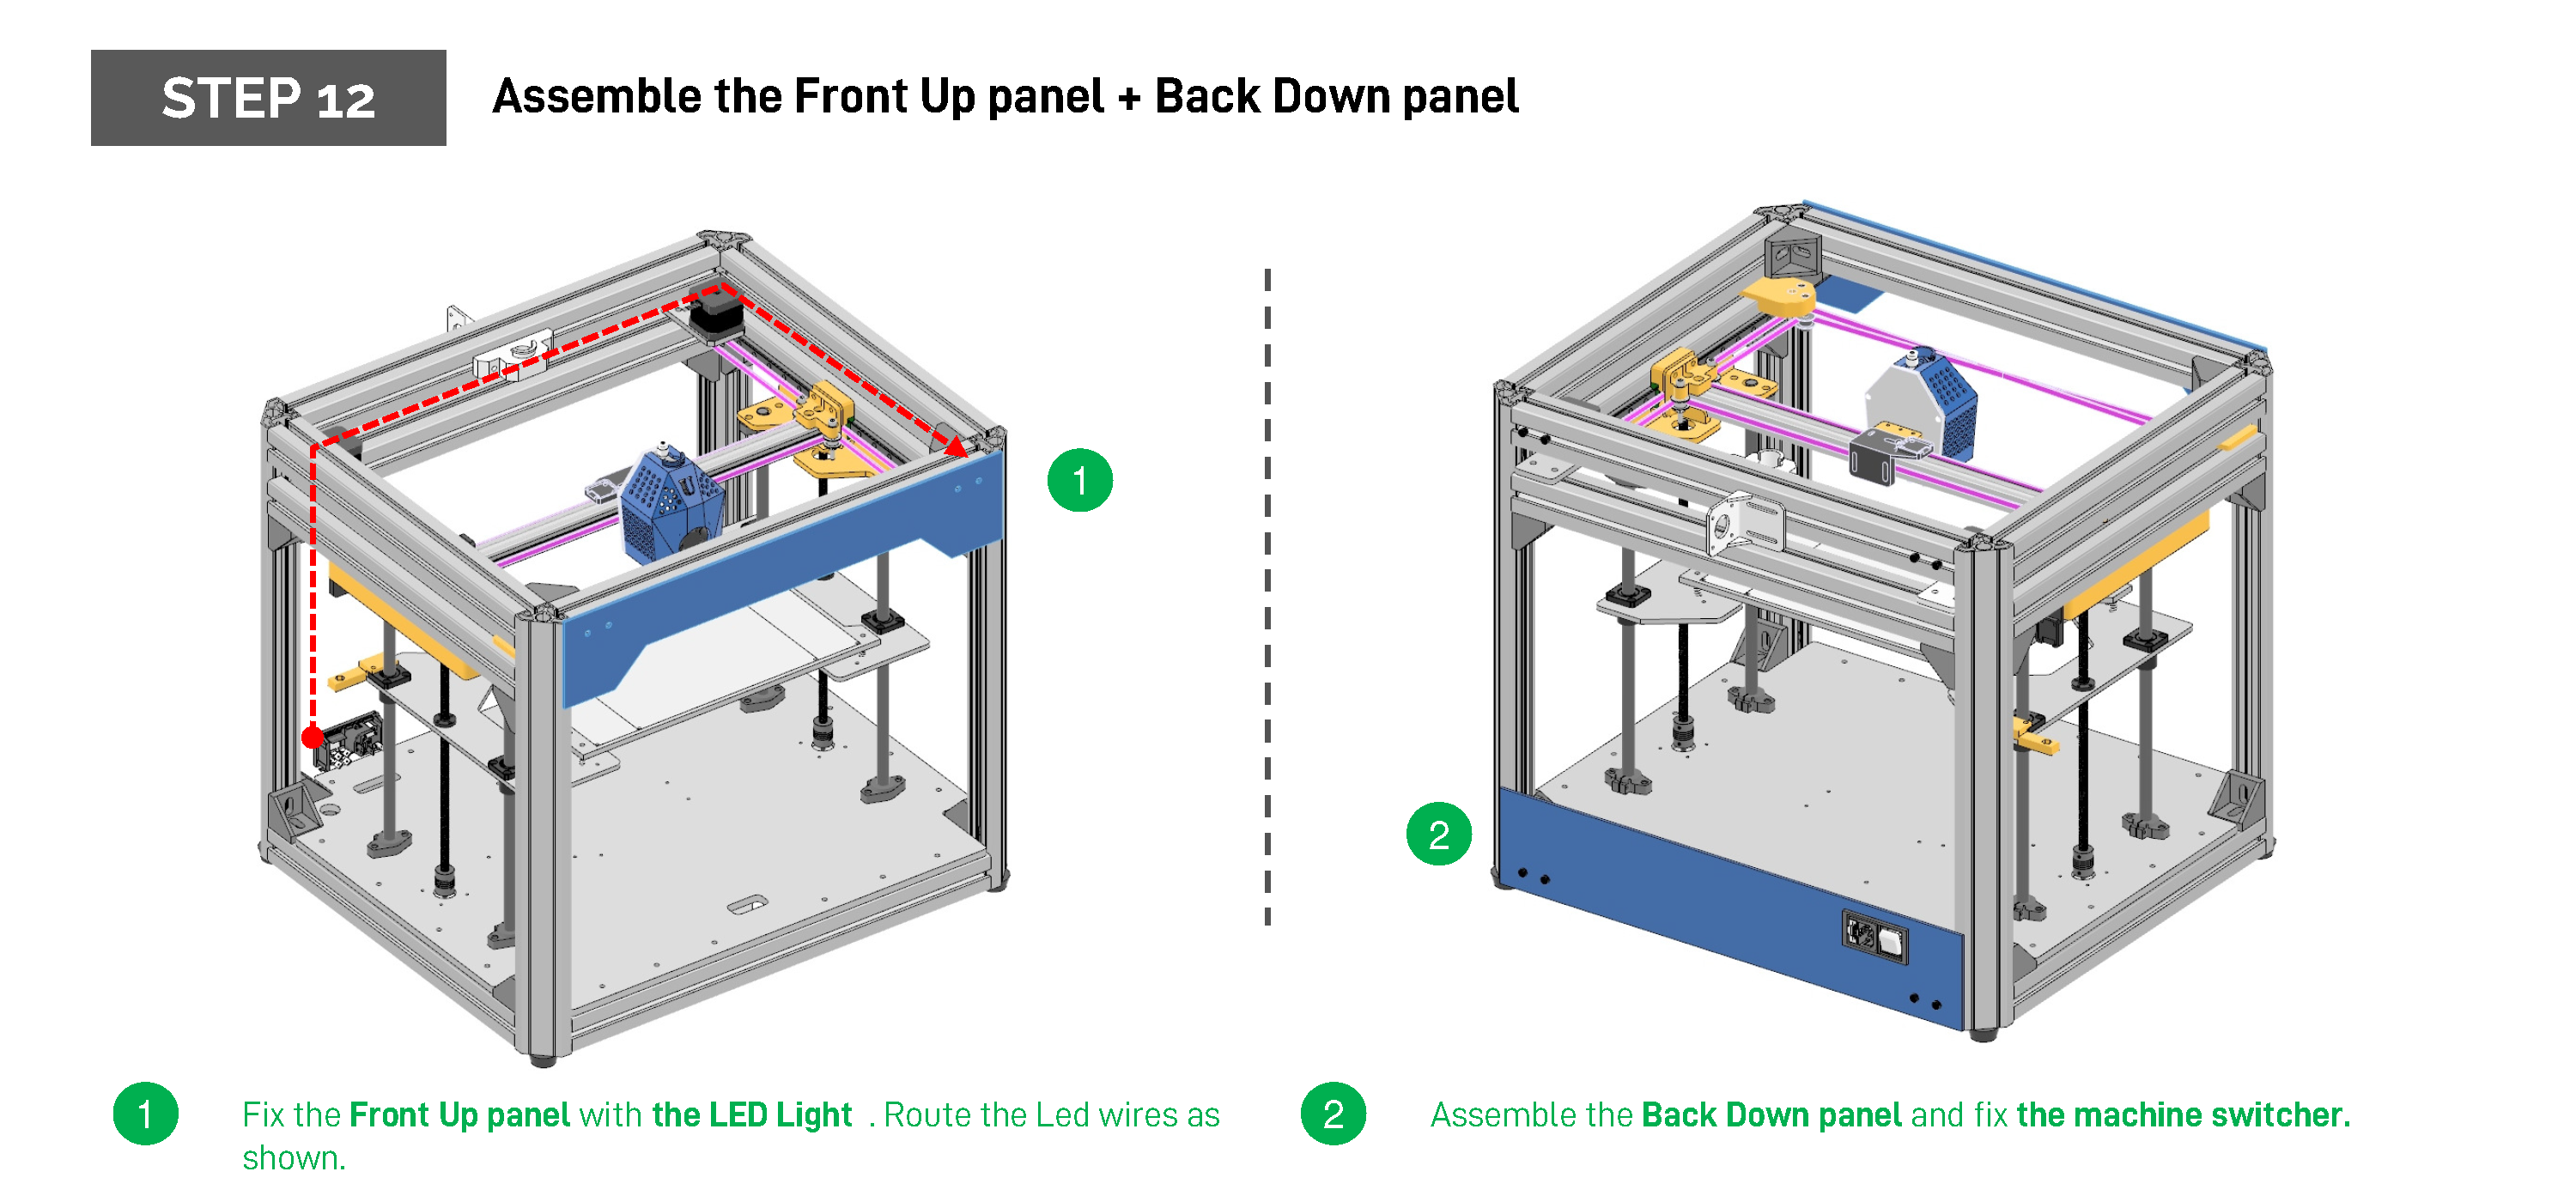 STEP 12
Assemble the Front Up panel + Back Down panel
1
2
1
Fix the Front Up panel with the LED Light . Route the Led wires as
shown.
2
Assemble the Back Down panel and fix the machine switcher.